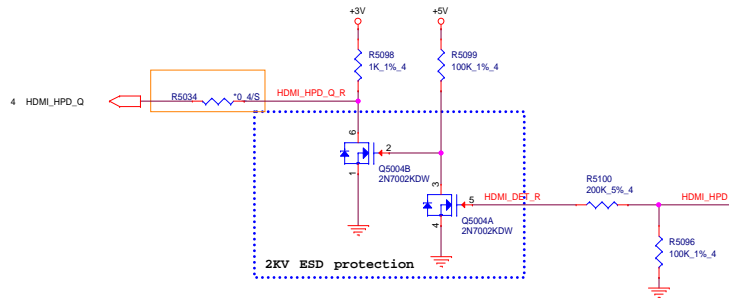 +3V
+5V
R5098
1K_1%_4
R5099
100K_1%_4
4 HDMI_HPD_Q
R5034
*0_4/S
HDMI_HPD_Q_R
6
2
1
Q5004B
2N7002KDW
3
HDMI_DET_R
5
4
Q5004A
2N7002KDW
R5100
200K_5%_4
HDMI_HPD
R5096
100K_1%_4
2KV ESD protection